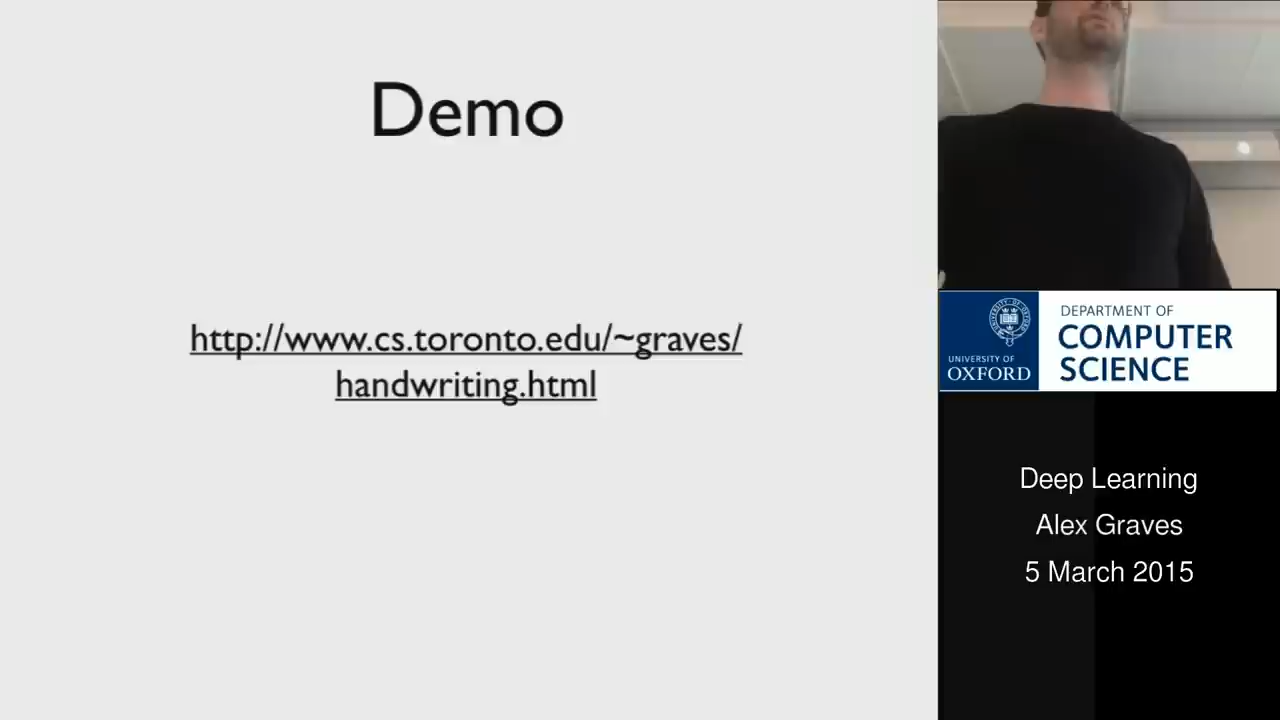 Demo
http://www.cs.toronto.edu/~graves/
handwriting.html
UNIVERSITY OF
OXFORD
DEPARTMENT OF
COMPUTER
SCIENCE
Deep Learning
Alex Graves
5 March 2015